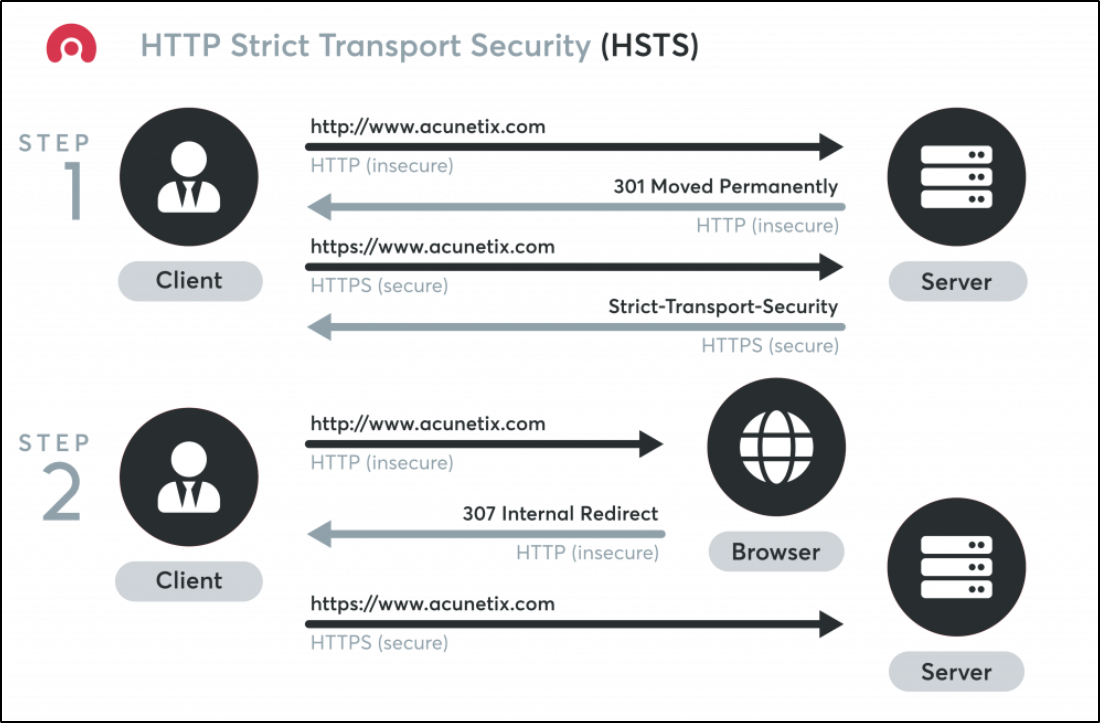 HTTP Strict Transport Security (HSTS)
STEP
1
http://www.acunetix.com
HTTP (insecure)
301 Moved Permanently
HTTP (insecure)
https://www.acunetix.com
HTTPS (secure)
Strict-Transport-Security
HTTPS (secure)
Client
Server
STEP
2
http://www.acunetix.com
HTTP (insecure)
307 Internal Redirect
HTTP (insecure)
Browser
Client
https://www.acunetix.com
HTTPS (secure)
Server